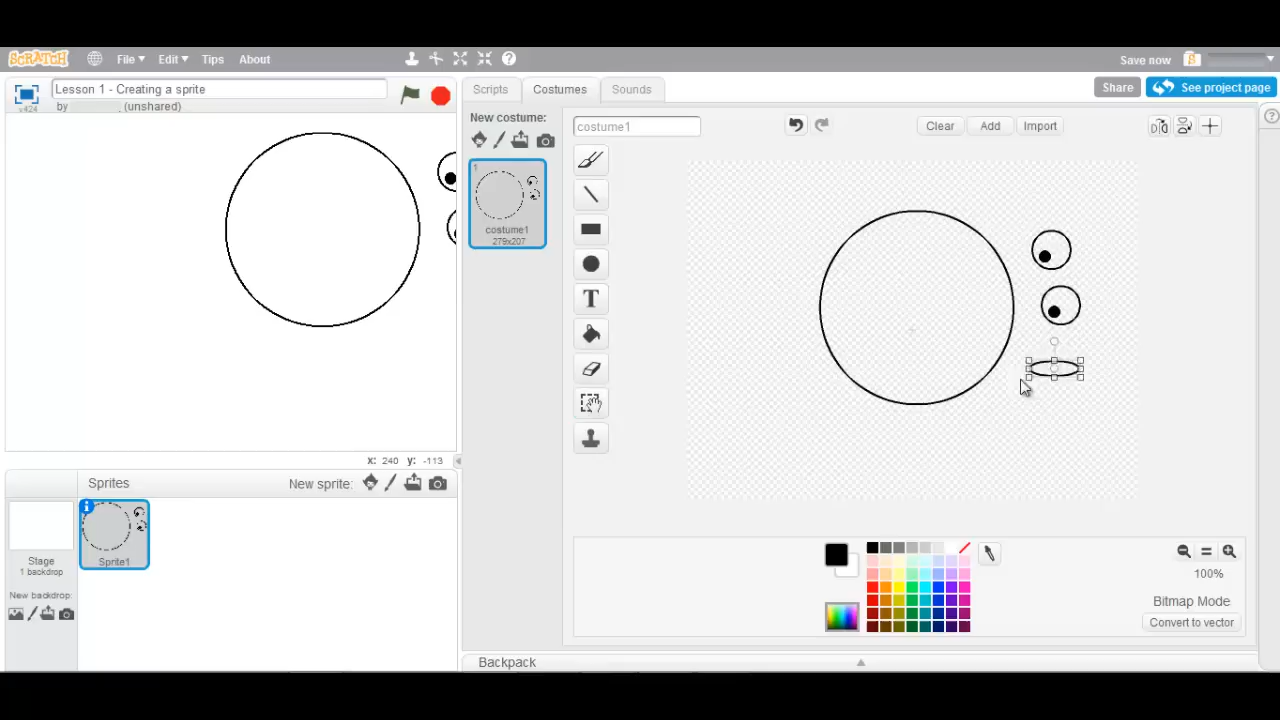 SCRATCH
File Edit Tips About
Save now
Lesson 1 - Creating a sprite
by (unshared)
v424
Scripts Costumes Sounds
Share See project page
New costume:
costume1
Clear Add Import
1
costume1
279x207
T
x: 240 y: -113
Sprites New sprite:
Stage
1 backdrop
New backdrop:
Sprite1
100%
Bitmap Mode
Convert to vector
Backpack